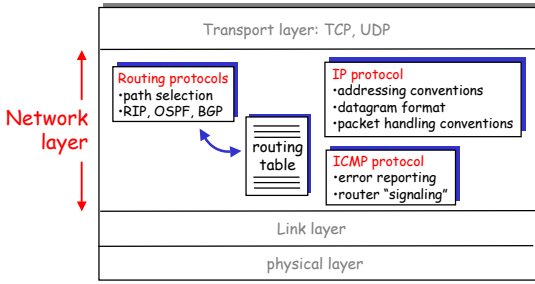 Transport layer: TCP, UDP
Network
layer
Routing protocols
•path selection
•RIP, OSPF, BGP
routing
table
IP protocol
•addressing conventions
•datagram format
•packet handling conventions
ICMP protocol
•error reporting
•router “signaling”
Link layer
physical layer